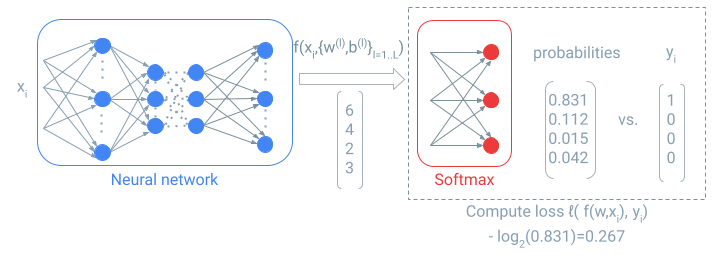 x_i
Neural network
f(x_i,{w^(l),b^(l)}_l=1..L)
6
4
2
3
Softmax
probabilities
0.831
0.112
0.015
0.042
vs.
y_i
1
0
0
0
Compute loss ℓ( f(w,x_i), y_i)
- log_2(0.831)=0.267